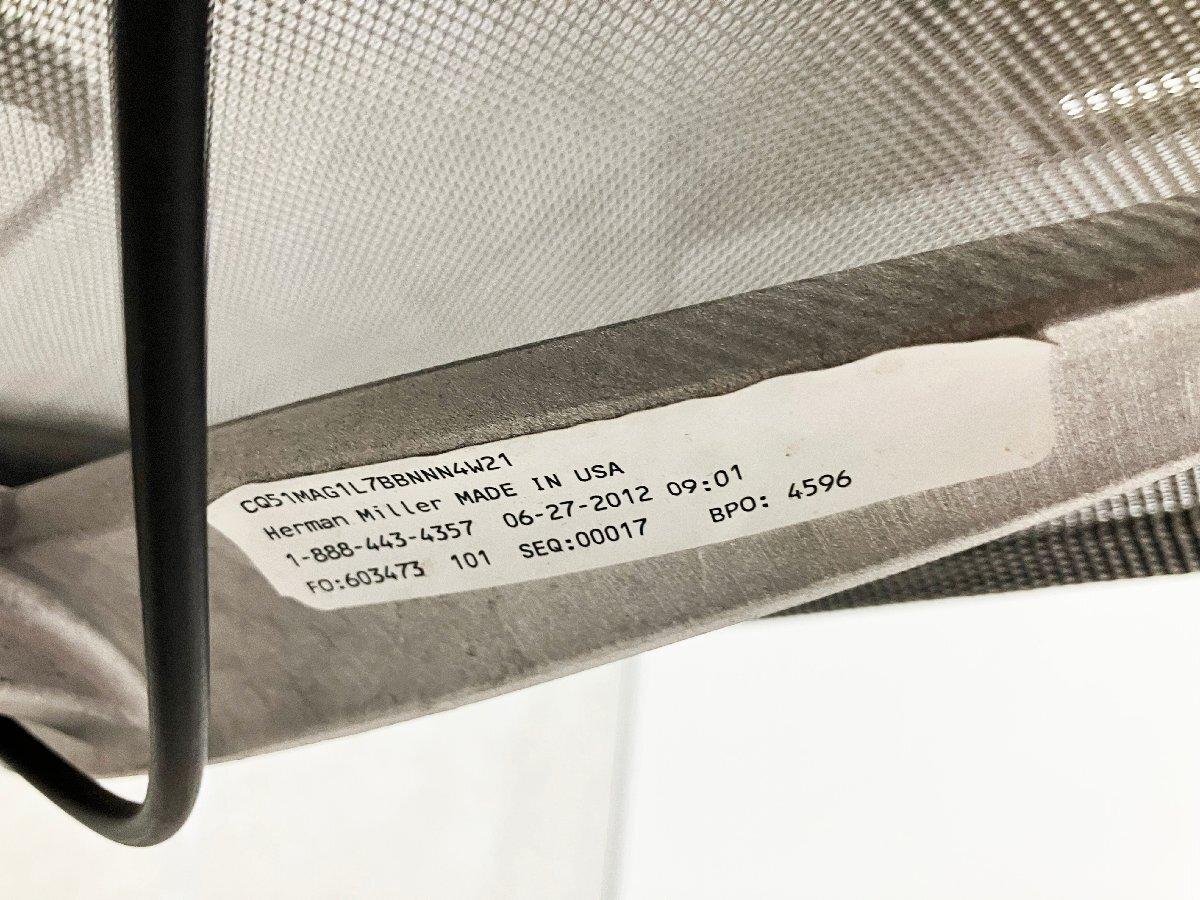 CQ51MAG1L7BBNNN4W21
Herman Miller MADE IN USA
1-888-443-4357 06-27-2012 09:01
FO:603473 101 SEQ:00017 BPO: 4596